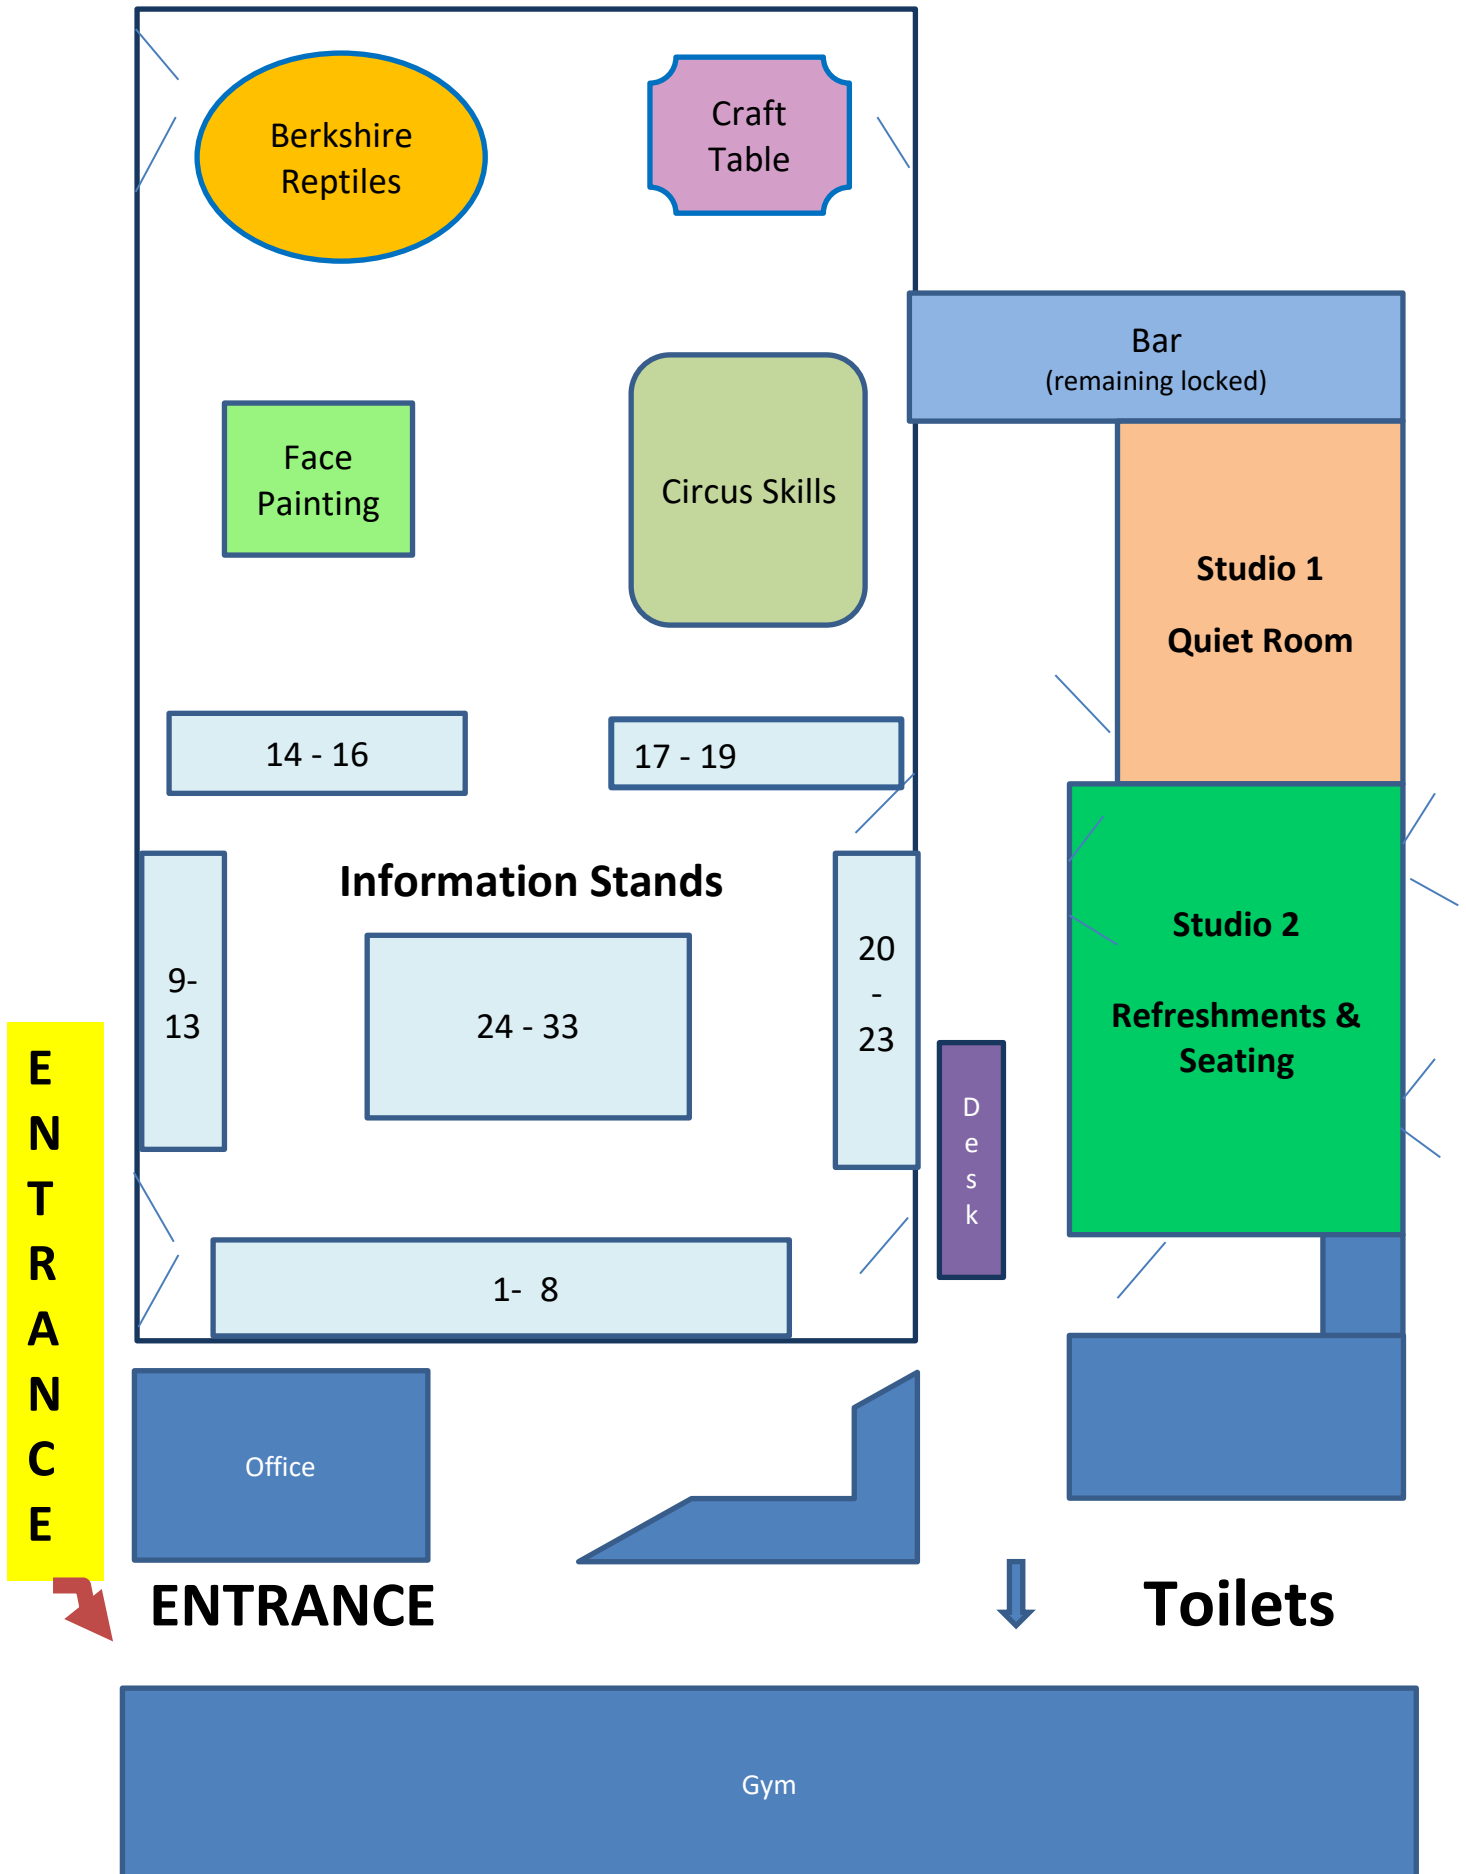 Berkshire
Reptiles
Craft
Table
Bar
(remaining locked)
Face
Painting
Circus Skills
Studio 1
Quiet Room
14 - 16
17 - 19
Information Stands
9-
13
24 - 33
20
-
23
Studio 2
Refreshments &
Seating
D
e
s
k
1-  8
E
N
T
R
A
N
C
E
Office
ENTRANCE
Toilets
Gym